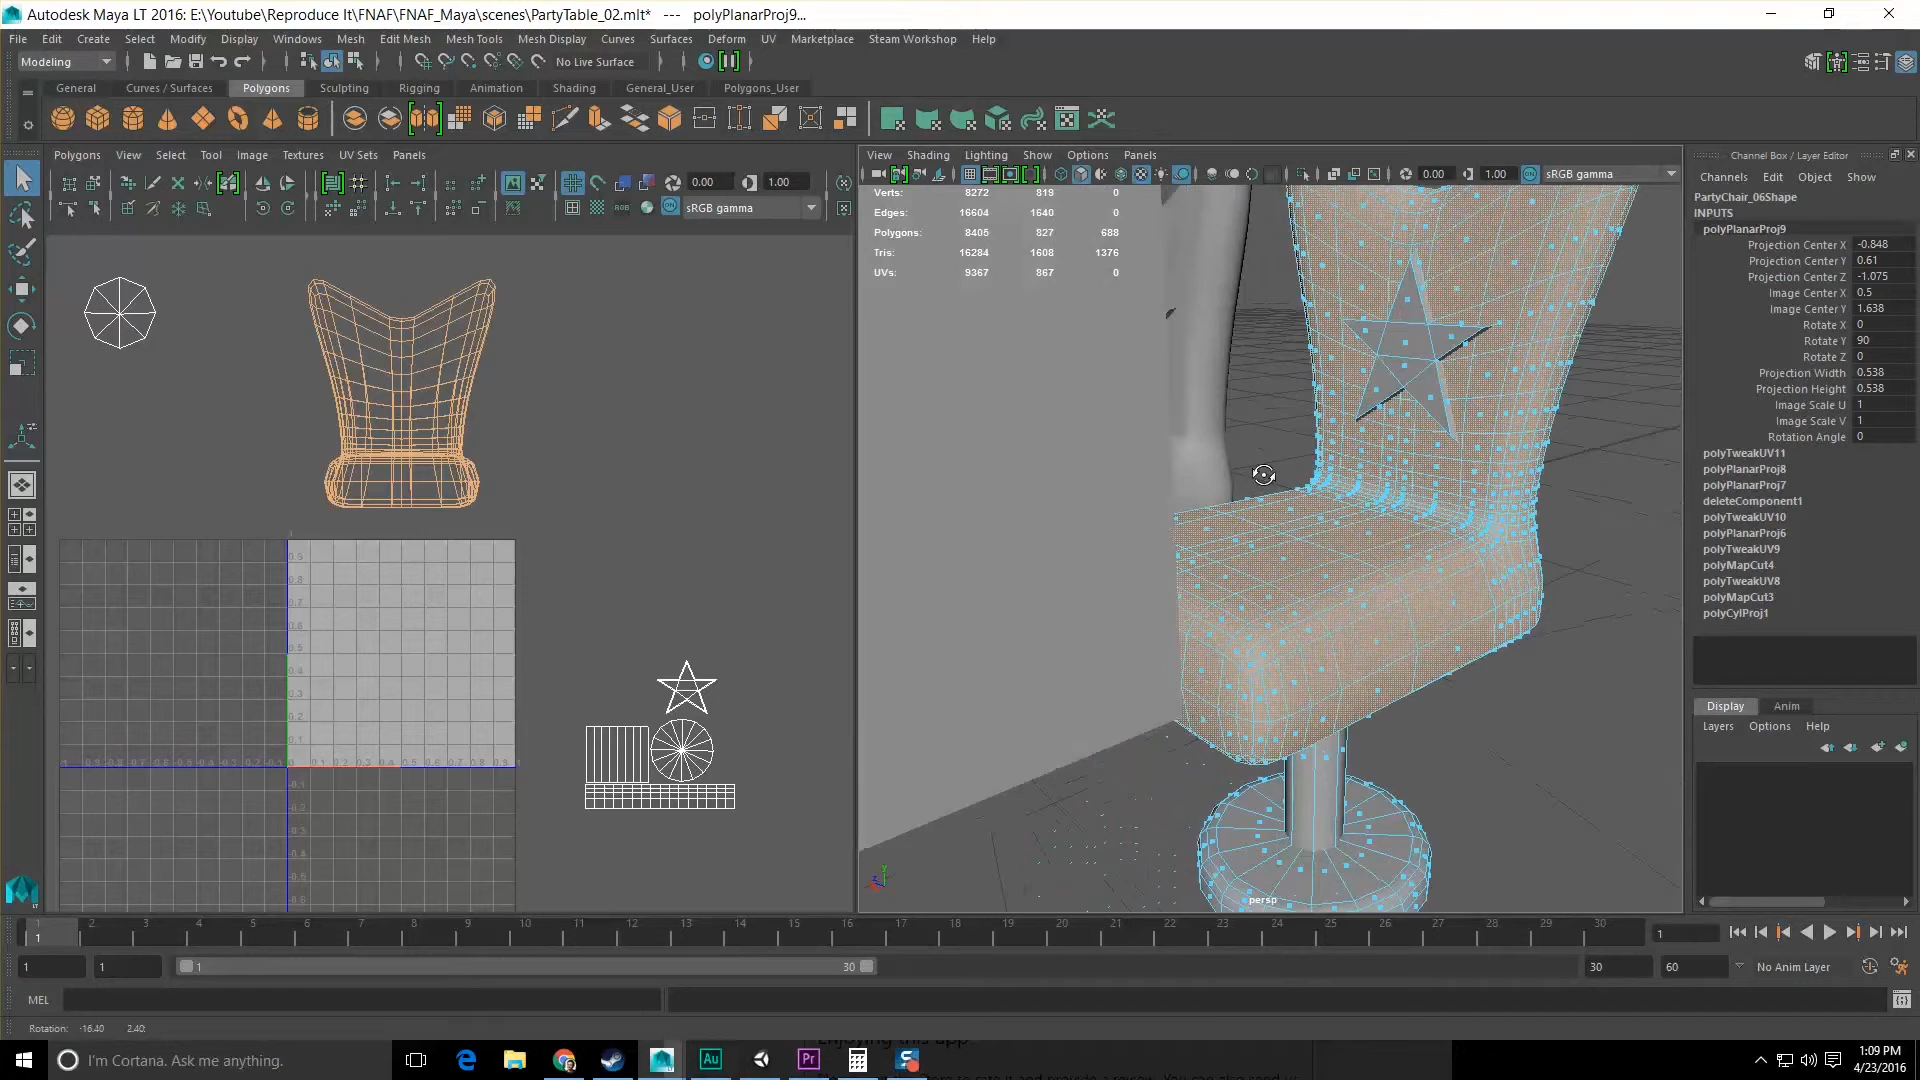 Autodesk Maya LT 2016: E:\Youtube\Reproduce It\FNAF\FNAF_Maya\scenes\PartyTable_02.mlt* --- polyPlanarProj9...
File Edit Create Select Modify Display Windows Mesh Edit Mesh Mesh Tools Mesh Display Curves Surfaces Deform UV Marketplace Steam Workshop Help
Modeling No Live Surface
General Curves / Surfaces Polygons Sculpting Rigging Animation Shading General_User Polygons_User
Polygons View Select Tool Image Textures UV Sets Panels
0.00 1.00
sRGB gamma
View Shading Lighting Show Options Panels
0.00 1.00 sRGB gamma
Verts: 8272 819 0
Edges: 16604 1640 0
Polygons: 8405 827 688
Tris: 16284 1608 1376
UVs: 9367 867 0
persp
Channel Box / Layer Editor
Channels Edit Object Show
PartyChair_06Shape
INPUTS
polyPlanarProj9
Projection Center X -0.848
Projection Center Y 0.61
Projection Center Z -1.075
Image Center X 0.5
Image Center Y 1.638
Rotate X 0
Rotate Y 90
Rotate Z 0
Projection Width 0.538
Projection Height 0.538
Image Scale U 1
Image Scale V 1
Rotation Angle 0
polyTweakUV11
polyPlanarProj8
polyPlanarProj7
deleteComponent1
polyTweakUV10
polyPlanarProj6
polyTweakUV9
polyMapCut4
polyTweakUV8
polyMapCut3
polyCylProj1
Display Anim
Layers Options Help
1 2 3 4 5 6 7 8 9 10 11 12 13 14 15 16 17 18 19 20 21 22 23 24 25 26 27 28 29 30
1 1
1 1 1 30 30 60 No Anim Layer
MEL
Rotation: -16.40 2.40
I'm Cortana. Ask me anything.
1:09 PM
4/23/2016